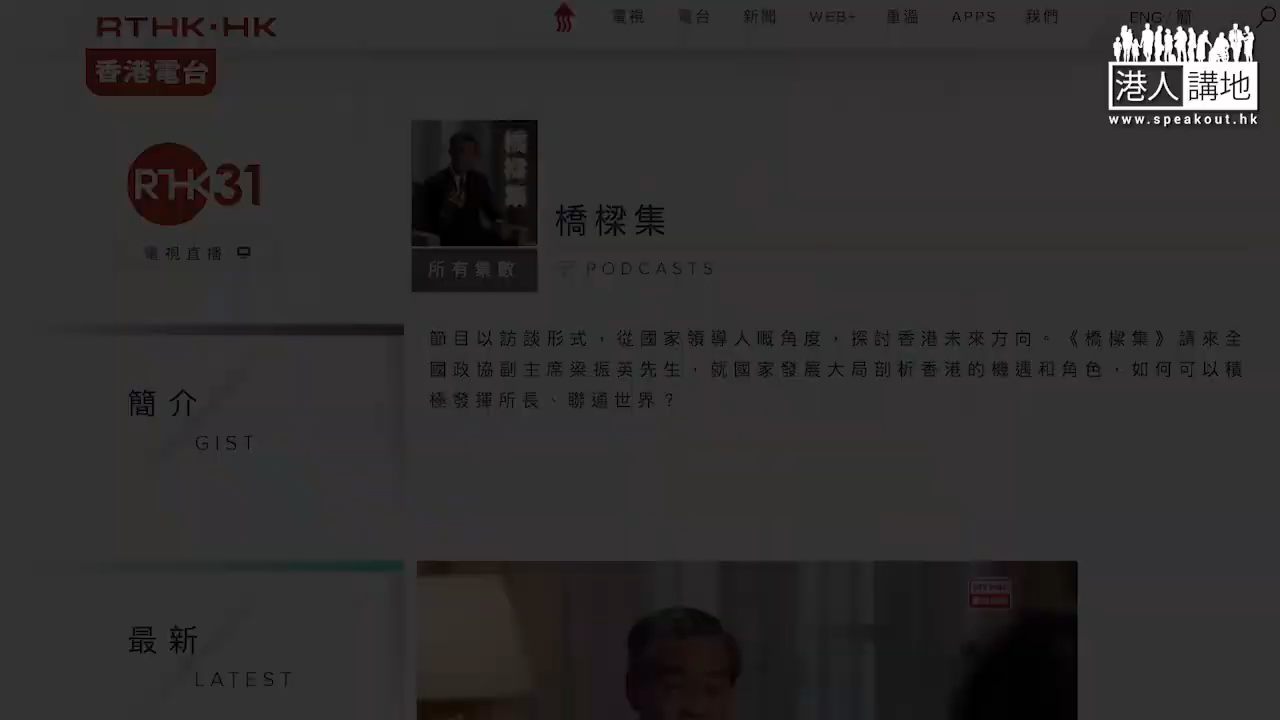 RTHK·HK
香港電台
電視 電台 新聞 WEB+ 重溫 APPS 我們 ENG/簡
港人講地
www.speakout.hk
RTHK31
電視直播
橋樑集
橋樑集
所有集數
PODCASTS
節目以訪談形式，從國家領導人嘅角度，探討香港未來方向。《橋樑集》請來全
國政協副主席梁振英先生，就國家發展大局剖析香港的機遇和角色，如何可以積
極發揮所長、聯通世界？
簡介
GIST
最新
LATEST